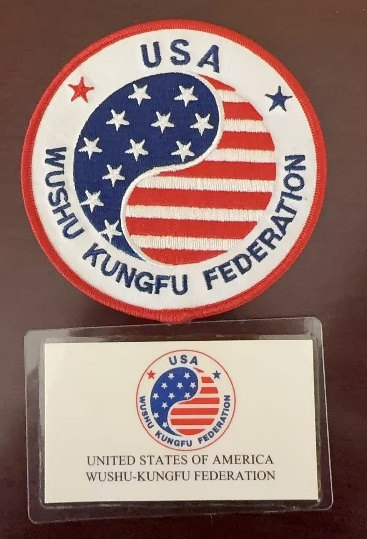 USA
WUSHU KUNGFU FEDERATION
USA
WUSHU KUNGFU FEDERATION
UNITED STATES OF AMERICA
WUSHU-KUNGFU FEDERATION